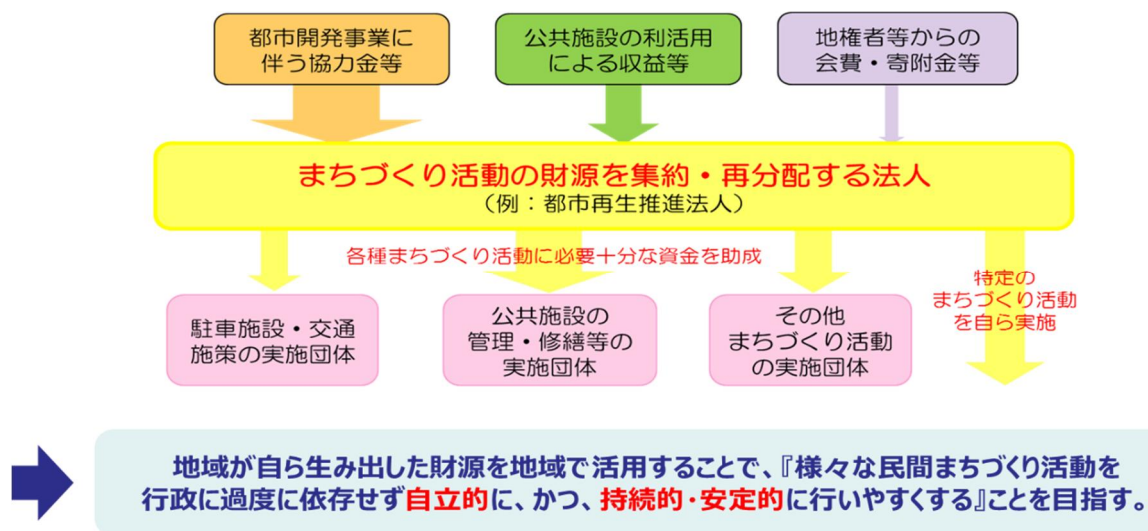 都市開発事業に
伴う協力金等
公共施設の利活用
による収益等
地権者等からの
会費・寄附金等
まちづくり活動の財源を集約・再分配する法人
（例：都市再生推進法人）
各種まちづくり活動に必要十分な資金を助成
特定の
まちづくり活動
を自ら実施
駐車施設・交通
施策の実施団体
公共施設の
管理・修繕等の
実施団体
その他
まちづくり活動
の実施団体
地域が自ら生み出した財源を地域で活用することで、『様々な民間まちづくり活動を
行政に過度に依存せず自立的に、かつ、持続的・安定的に行いやすくする』ことを目指す。